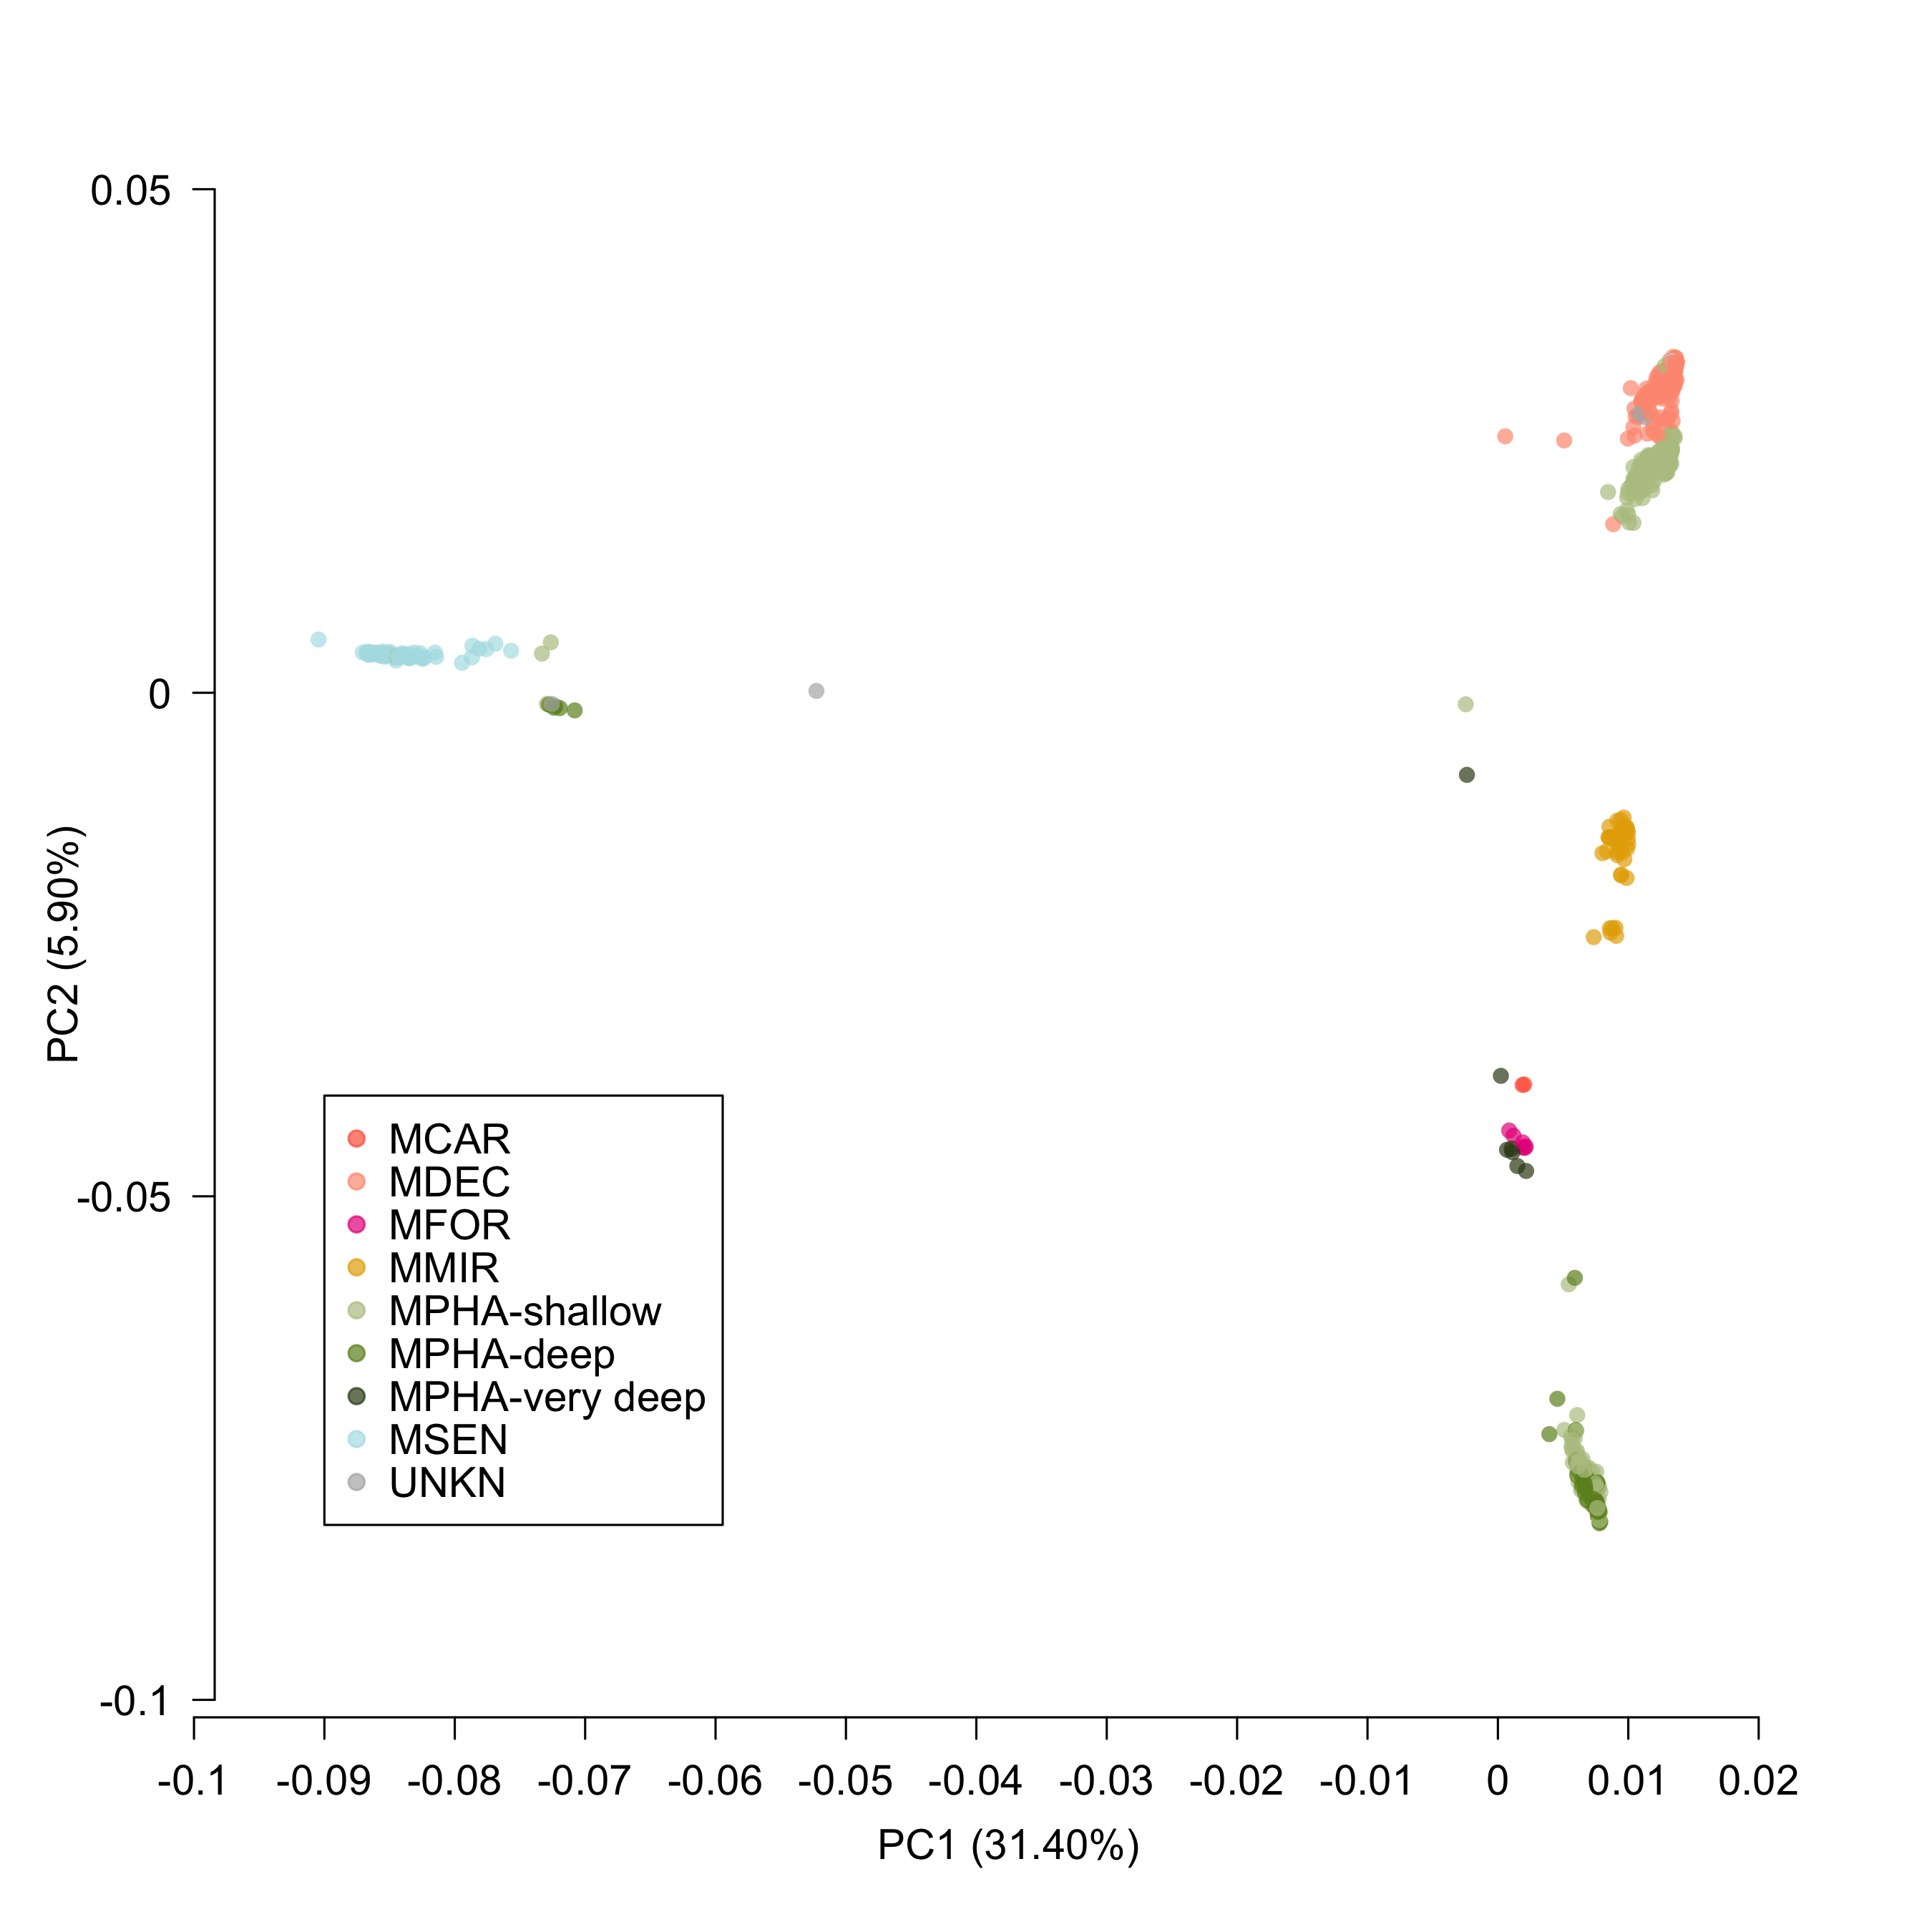 0.05
0
-0.05
-0.1
PC2 (5.90%)
MCAR
MDEC
MFOR
MMIR
MPHA-shallow
MPHA-deep
MPHA-very deep
MSEN
UNKN
-0.1 -0.09 -0.08 -0.07 -0.06 -0.05 -0.04 -0.03 -0.02 -0.01 0 0.01 0.02
PC1 (31.40%)